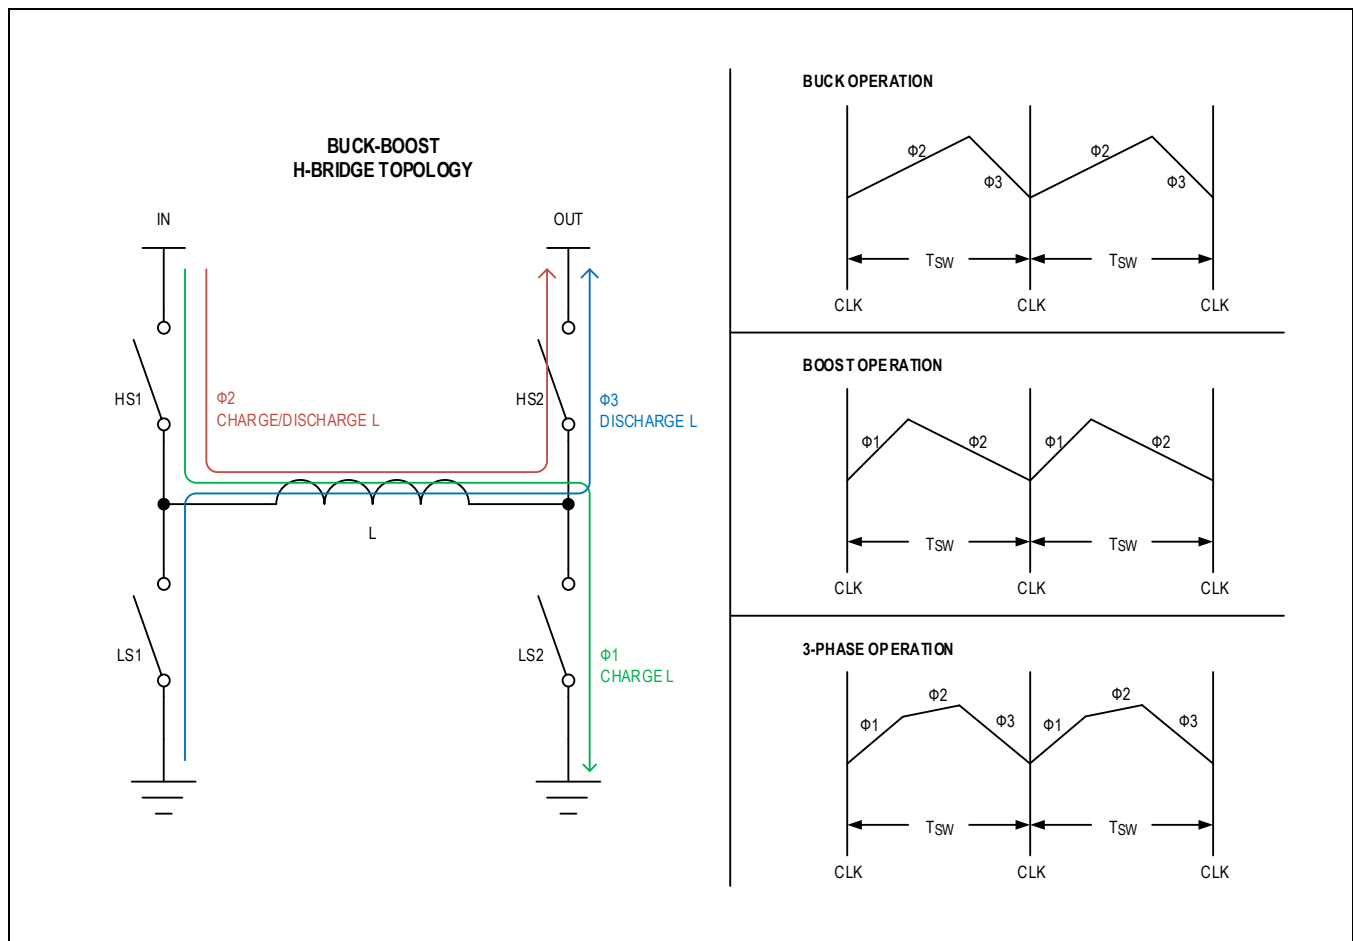 BUCK-BOOST
H-BRIDGE TOPOLOGY
IN
OUT
HS1
Φ2
CHARGE/DISCHARGE L
HS2
Φ3
DISCHARGE L
L
LS1
LS2
Φ1
CHARGE L
BUCK OPERATION
Φ2
Φ3
Φ2
Φ3
TSW
TSW
CLK
CLK
CLK
BOOST OPERATION
Φ1
Φ2
Φ1
Φ2
TSW
TSW
CLK
CLK
CLK
3-PHASE OPERATION
Φ1
Φ2
Φ3
Φ1
Φ2
Φ3
TSW
TSW
CLK
CLK
CLK